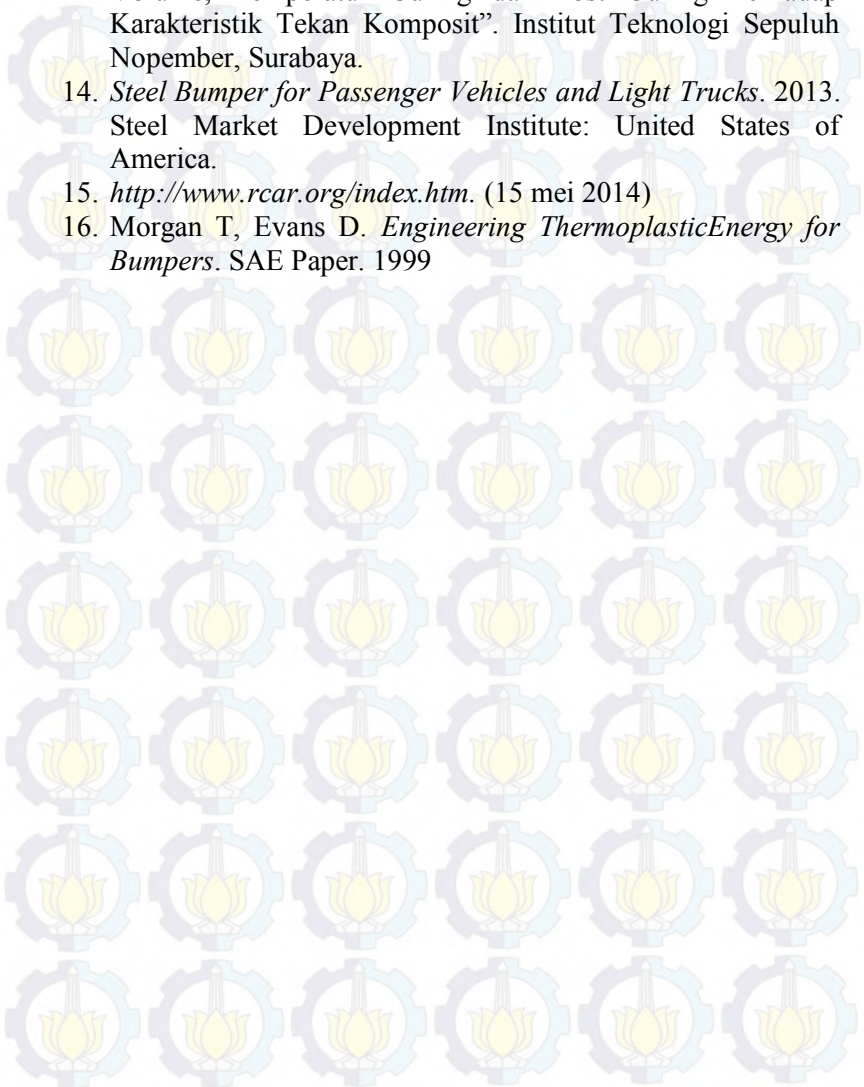 Karakteristik Tekan Komposit”. Institut Teknologi Sepuluh
Nopember, Surabaya.
14. Steel Bumper for Passenger Vehicles and Light Trucks. 2013.
Steel Market Development Institute: United States of
America.
15. http://www.rcar.org/index.htm. (15 mei 2014)
16. Morgan T, Evans D. Engineering ThermoplasticEnergy for
Bumpers. SAE Paper. 1999